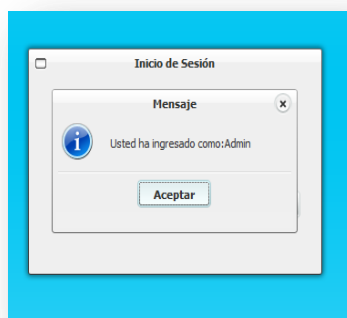 Inicio de Sesión
Mensaje
Usted ha ingresado como:Admin
Aceptar